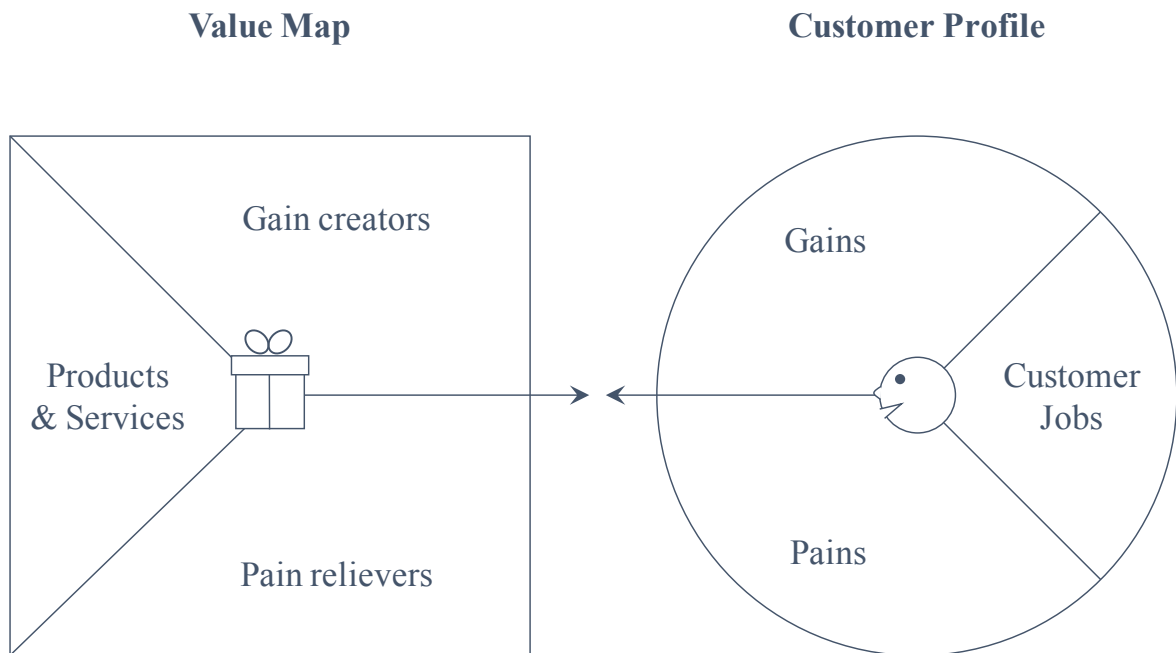 Value Map
Customer Profile
Gain creators
Products
& Services
Pain relievers
Gains
Customer
Jobs
Pains